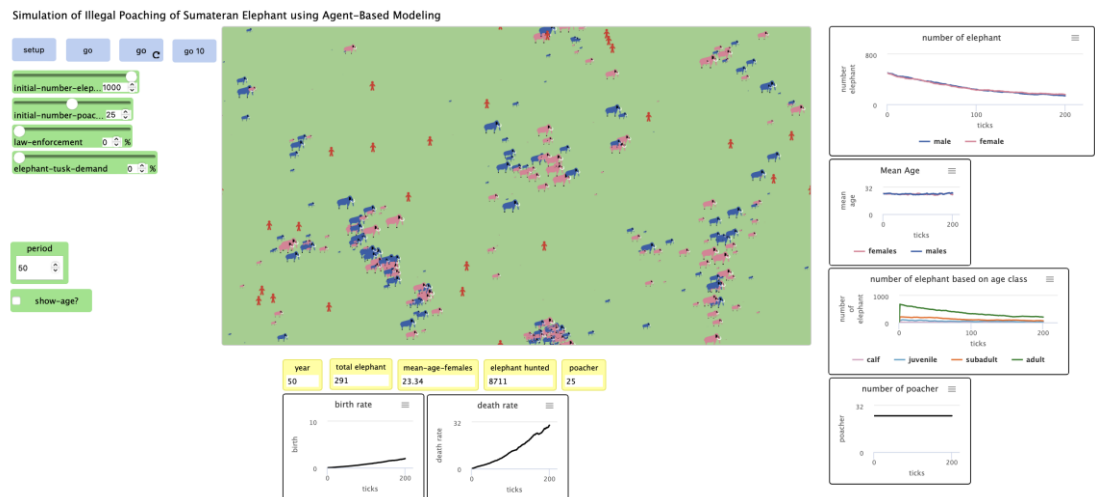 Simulation of Illegal Poaching of Sumateran Elephant using Agent-Based Modeling
setup
go
go
go 10
initial-number-elep... 1000
initial-number-poac... 25
law-enforcement 0 %
elephant-tusk-demand 0 %
period
50
show-age?
year
50
total elephant
291
mean-age-females
23.34
elephant hunted
8711
poacher
25
birth rate
birth
10
0
0
200
ticks
death rate
death rate
32
0
0
200
ticks
number of elephant
number
elephant
800
0
0
100
200
ticks
male
female
Mean Age
mean
age
32
0
0
200
ticks
females
males
number of elephant based on age class
number
of
elephant
1000
0
0
100
200
ticks
calf
juvenile
subadult
adult
number of poacher
poacher
32
0
0
200
ticks